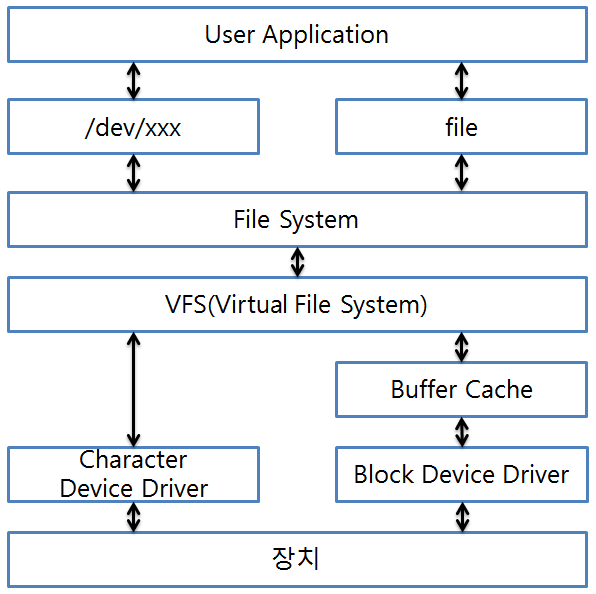 User Application
/dev/xxx
file
File System
VFS(Virtual File System)
Buffer Cache
Character
Device Driver
Block Device Driver
장치